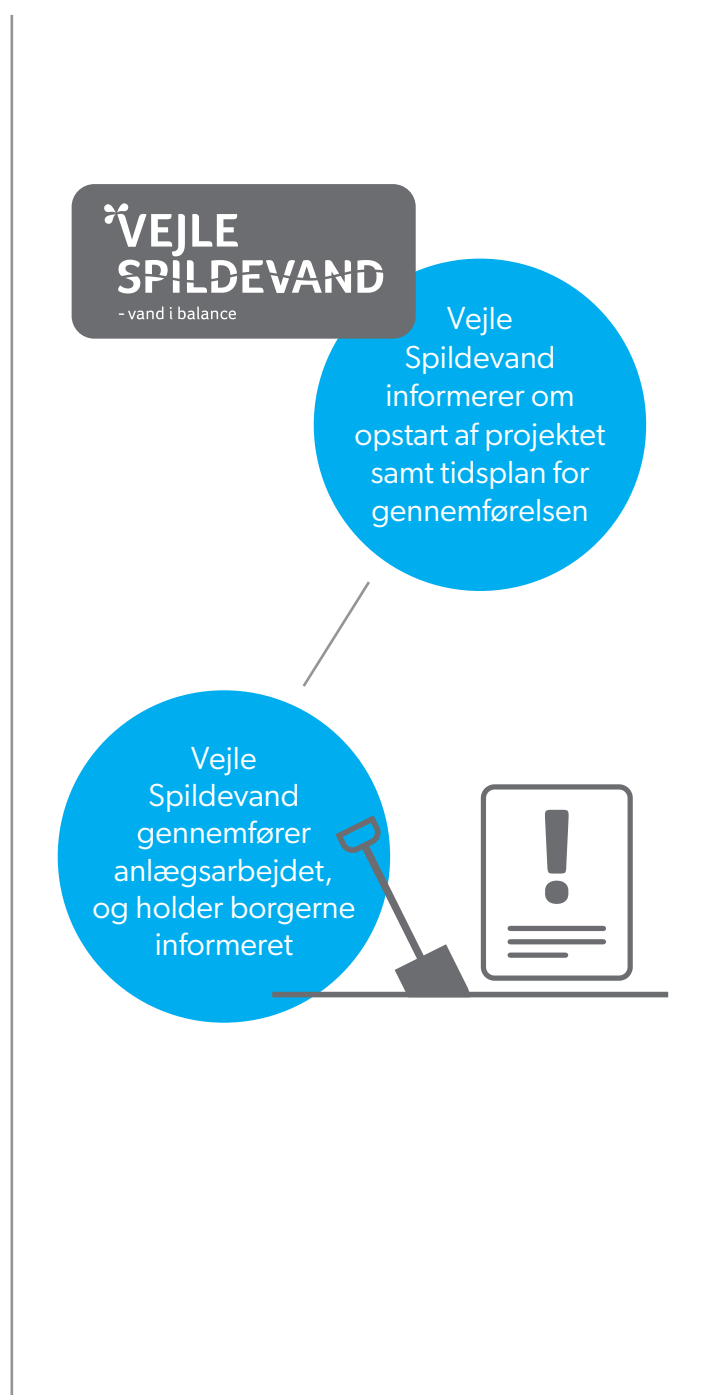 VEJLE
SPILDEVAND
- vand i balance
Vejle
Spildevand
informerer om
opstart af projektet
samt tidsplan for
gennemførelsen
Vejle
Spildevand
gennemfører
anlægsarbejdet,
og holder borgerne
informeret
!